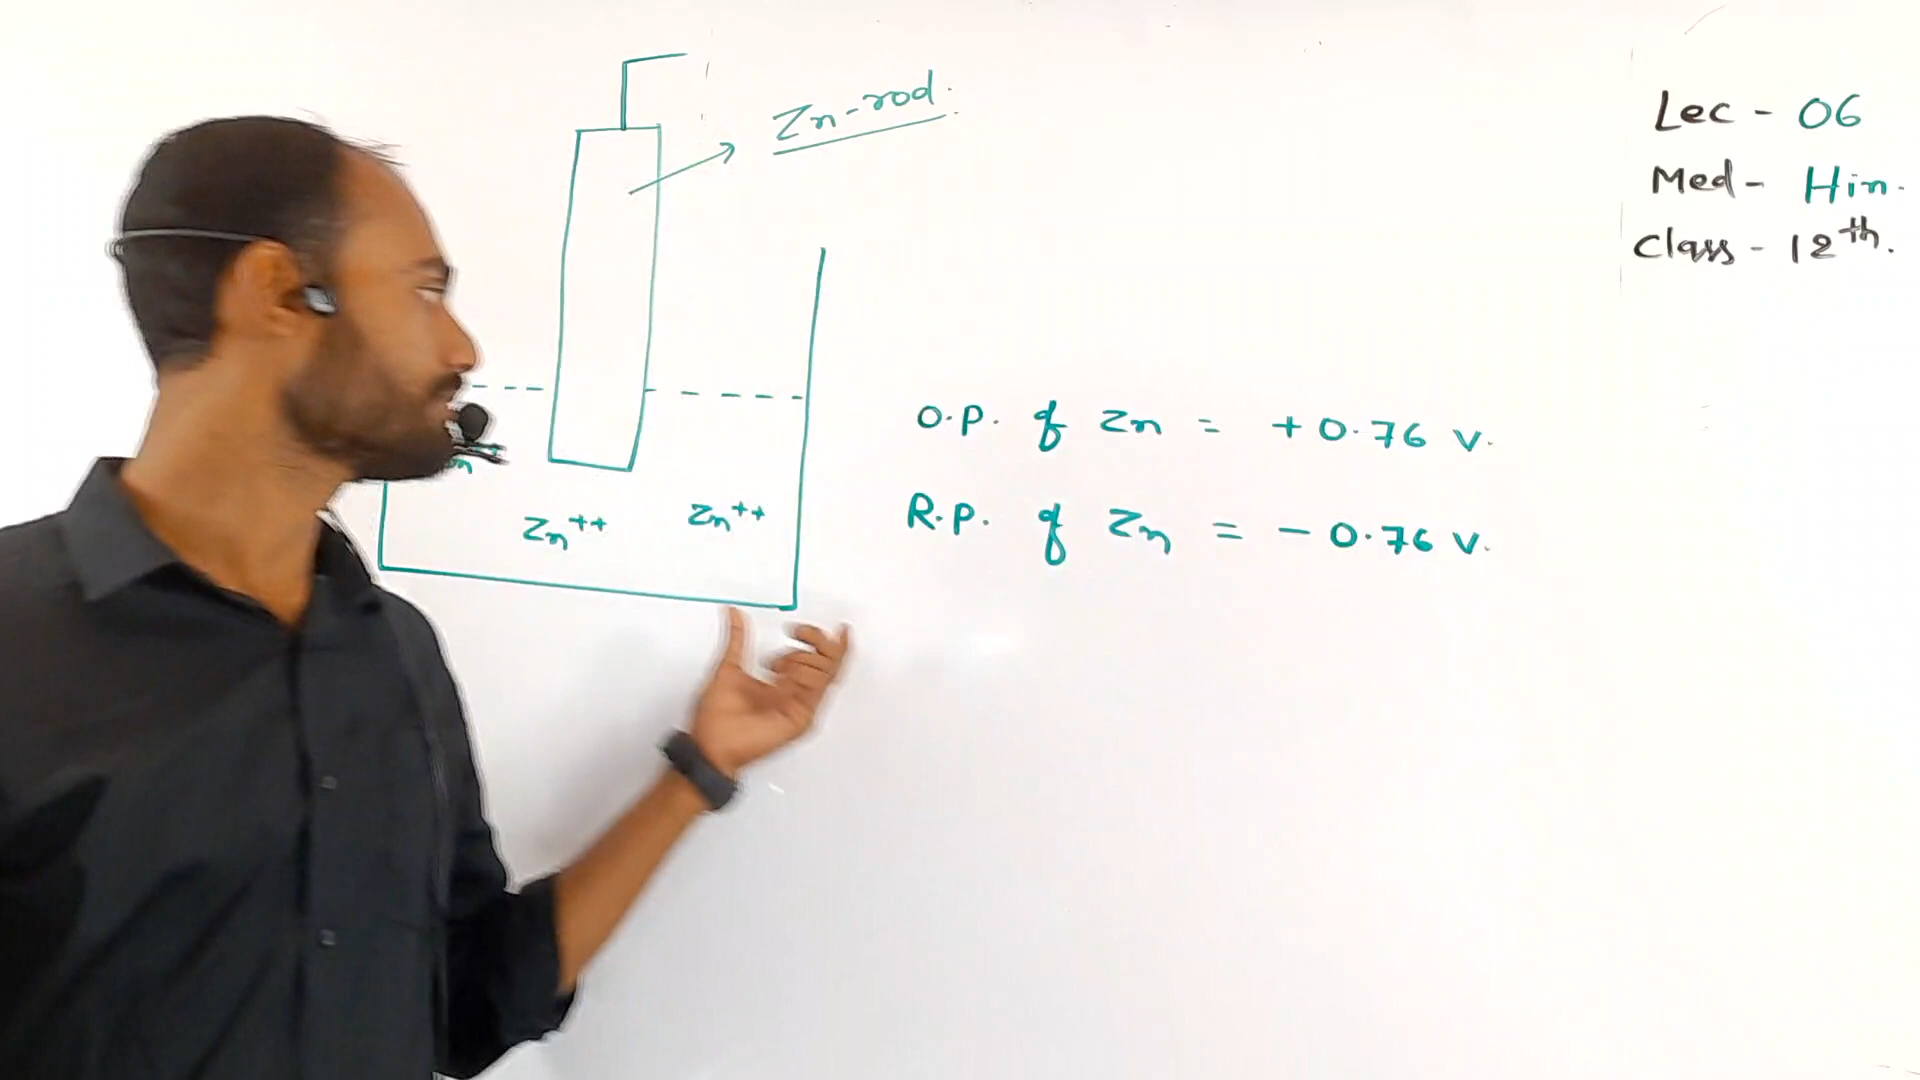 Zn-rod.
Lec - 06
Med - Hin.
Class - 12th.
O.P. of Zn = +0.76 V.
Zn++ Zn++
R.P. of Zn = - 0.76 V.